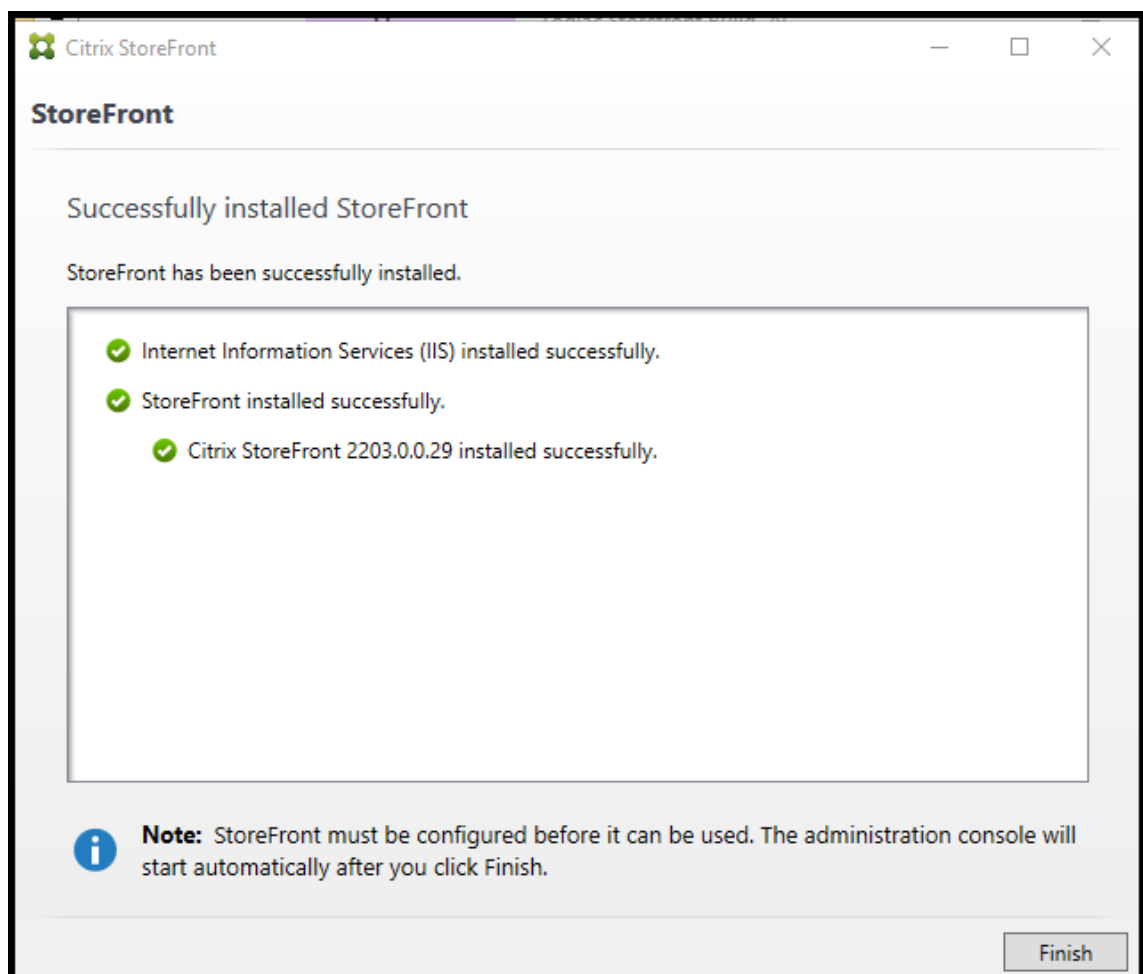 Citrix StoreFront
StoreFront
Successfully installed StoreFront
StoreFront has been successfully installed.
Internet Information Services (IIS) installed successfully.
StoreFront installed successfully.
Citrix StoreFront 2203.0.0.29 installed successfully.
Note: StoreFront must be configured before it can be used. The administration console will
start automatically after you click Finish.
Finish